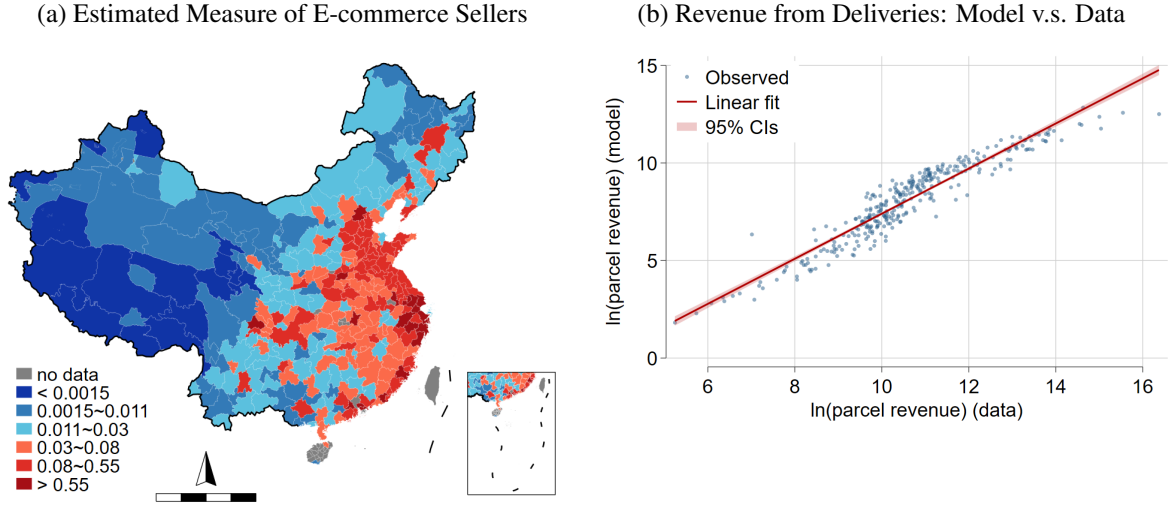 (a) Estimated Measure of E-commerce Sellers
no data
< 0.0015
0.0015~0.011
0.011~0.03
0.03~0.08
0.08~0.55
> 0.55
(b) Revenue from Deliveries: Model v.s. Data
Observed
Linear fit
95% CIs
ln(parcel revenue) (model)
15
10
5
0
6
8
10
12
14
16
ln(parcel revenue) (data)